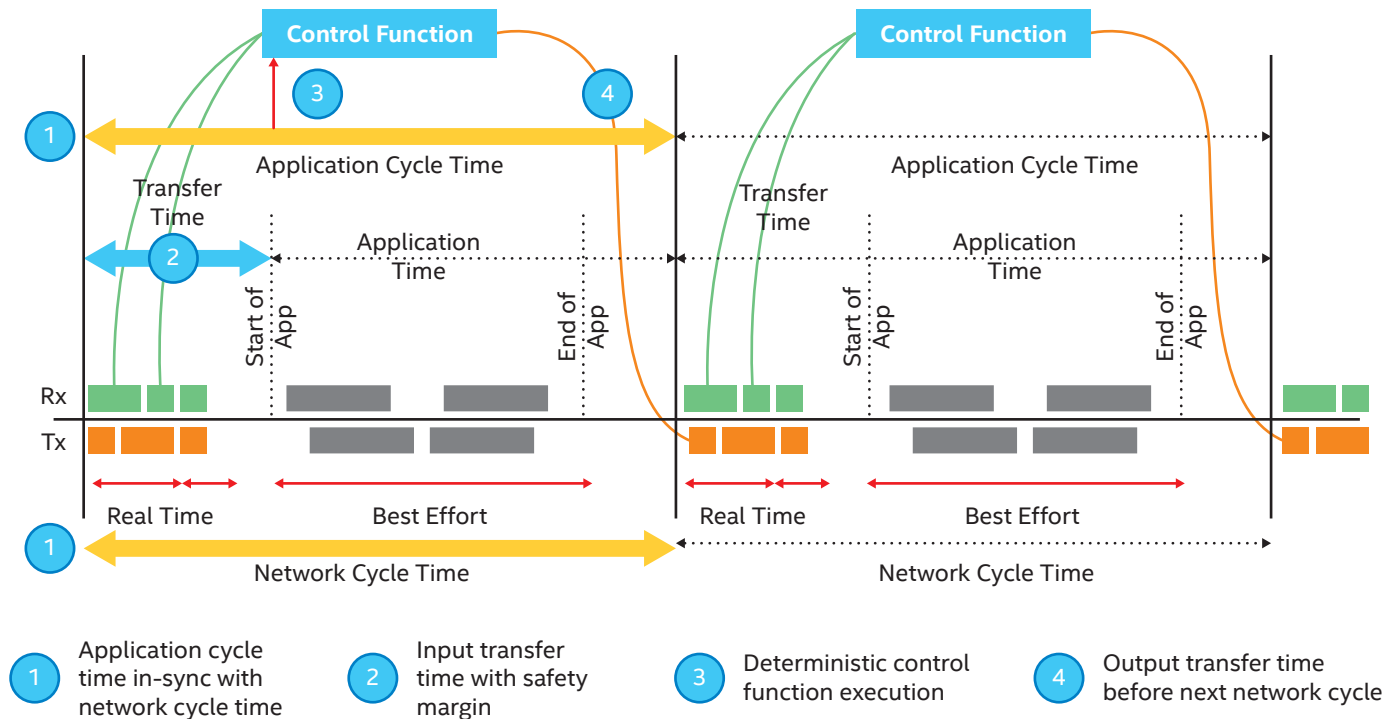 Control Function
Control Function
3
4
1
Application Cycle Time
Application Cycle Time
Transfer
Time
Transfer
Time
2
Application
Time
Application
Time
Start of
App
End of
App
Start of
App
End of
App
Rx
Tx
Real Time
Best Effort
Real Time
Best Effort
1
Network Cycle Time
Network Cycle Time
1
Application cycle
time in-sync with
network cycle time
2
Input transfer
time with safety
margin
3
Deterministic control
function execution
4
Output transfer time
before next network cycle